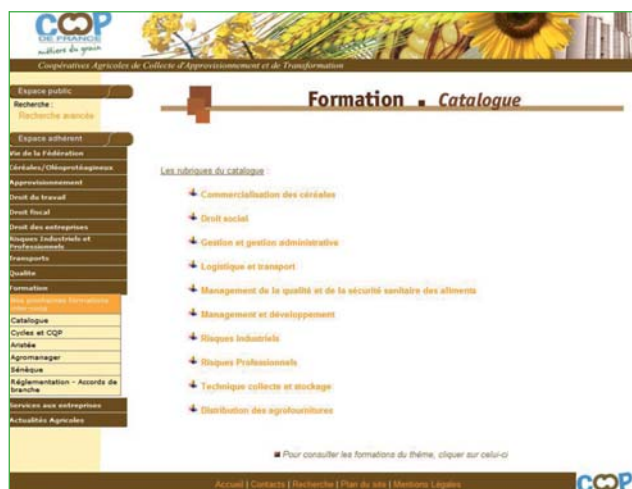 COOP
DE FRANCE
métiers du grain
Coopératives Agricoles de Collecte d'Approvisionnement et de Transformation
Espace public
Recherche :
Recherche avancée
Espace adhérent
Vie de la Fédération
Céréales/Oléoprotéagineux
Approvisionnement
Droit du travail
Droit fiscal
Droit des entreprises
Risques Industriels et
Professionnels
Transports
Qualité
Formation
Nos prochaines formations
Catalogue
Cycles et CQP
Aristée
Agromanager
Sénèque
Réglementation - Accords de
branche
Services aux entreprises
Actualités Agricoles
Formation ■ Catalogue
Les rubriques du catalogue :
Commercialisation des céréales
Droit social
Gestion et gestion administrative
Logistique et transport
Management de la qualité et de la sécurité sanitaire des aliments
Management et développement
Risques Industriels
Risques Professionnels
Technique collecte et stockage
Distribution des agrofournitures
Pour consulter les formations du thème, cliquer sur celui-ci
Accueil | Contacts | Recherche | Plan du site | Mentions Légales
COOP